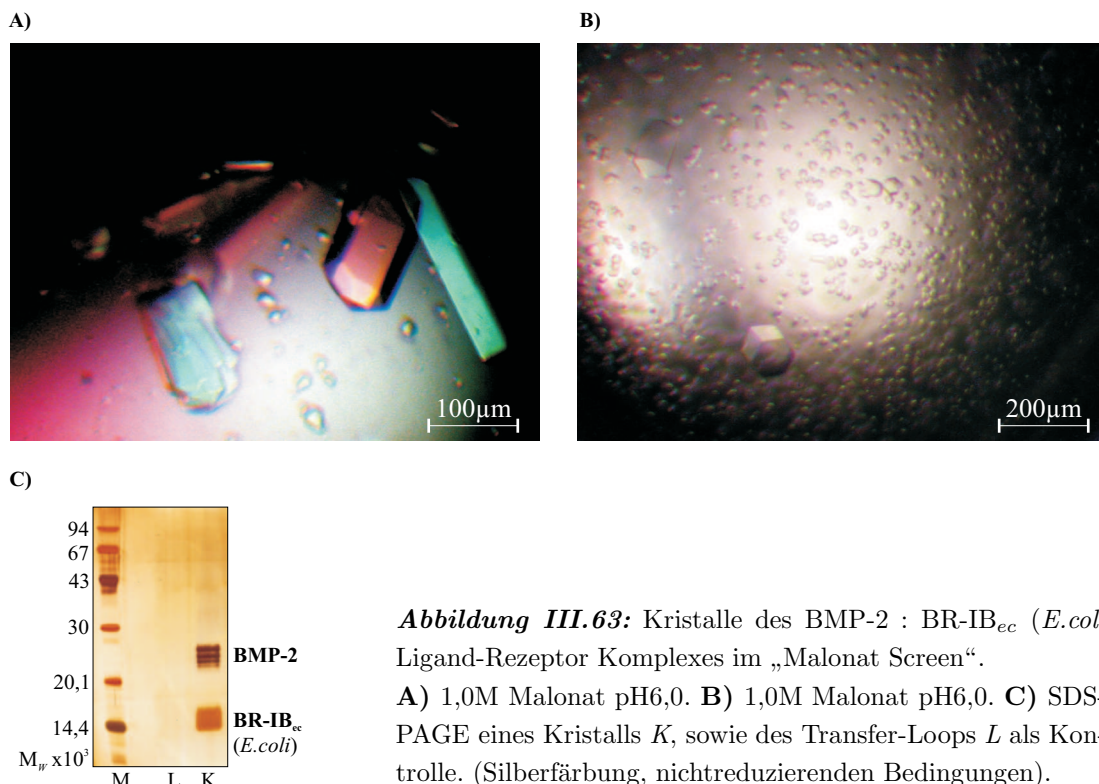 A)
B)
100µm
200µm
C)
94
67
43
30
20,1
14,4
M_W x10³
M L K
BMP-2
BR-IB_ec
(E.coli)
Abbildung III.63: Kristalle des BMP-2 : BR-IB_ec (E.coli
Ligand-Rezeptor Komplexes im „Malonat Screen“.
A) 1,0M Malonat pH6,0. B) 1,0M Malonat pH6,0. C) SDS-
PAGE eines Kristalls K, sowie des Transfer-Loops L als Kon-
trolle. (Silberfärbung, nichtreduzierenden Bedingungen).